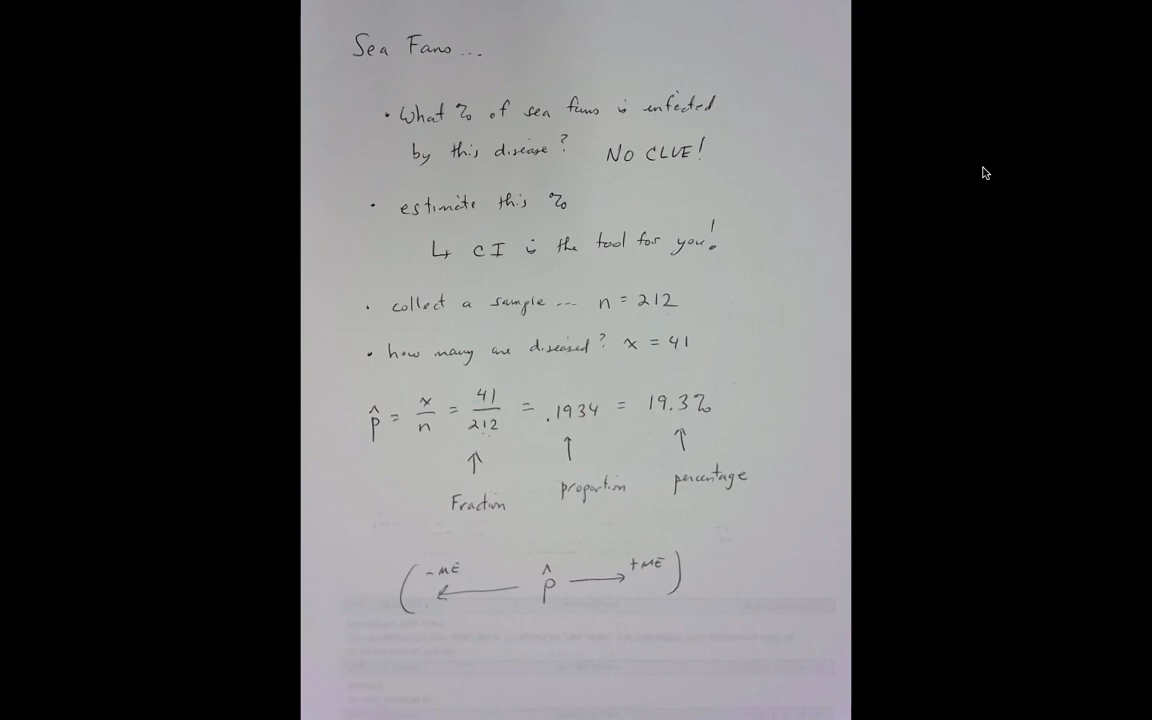 Sea Fans...
• What % of sea fans is infected
by this disease? NO CLUE!
• estimate this %
↳ CI is the tool for you!
• collect a sample --- n = 212
• how many are diseased? x = 41
p̂ = x/n = 41/212 = .1934 = 19.3%
↑ ↑ ↑
Fraction proportion percentage
( -ME ← p̂ → +ME )